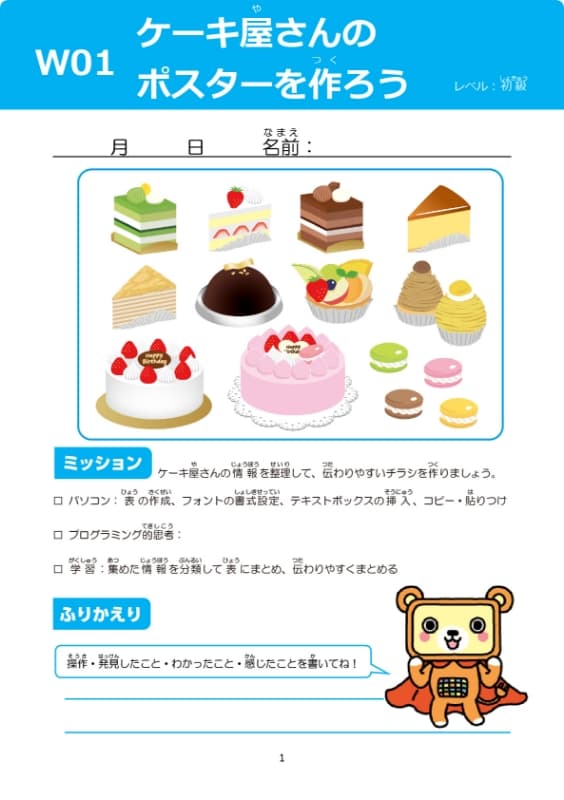 W01
ケーキ屋さんの
ポスターを作ろう
レベル：初級
月 日 名前：
Happy Birthday
Happy Birthday
ミッション
ケーキ屋さんの情報を整理して、伝わりやすいチラシを作りましょう。
□ パソコン：表の作成、フォントの書式設定、テキストボックスの挿入、コピー・貼りつけ
□ プログラミング的思考：
□ 学習：集めた情報を分類して表にまとめ、伝わりやすくまとめる
ふりかえり
操作・発見したこと・わかったこと・感じたことを書いてね！
1